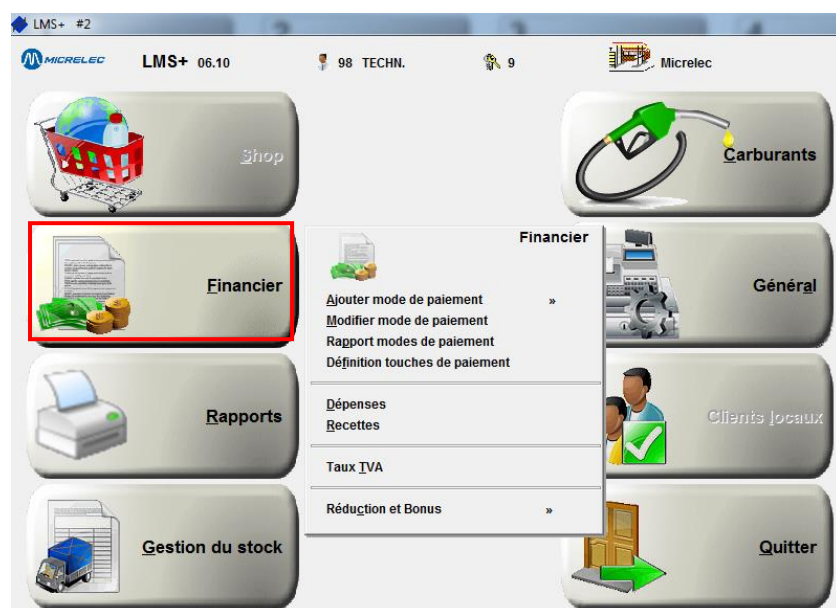 LMS+ #2
MICRELEC LMS+ 06.10 98 TECHN. 9 Micrelec
Shop
Carburants
Financier
Général
Financier
Ajouter mode de paiement »
Modifier mode de paiement
Rapport modes de paiement
Définition touches de paiement
Dépenses
Recettes
Taux TVA
Réduction et Bonus »
Rapports
Clients locaux
Gestion du stock
Quitter